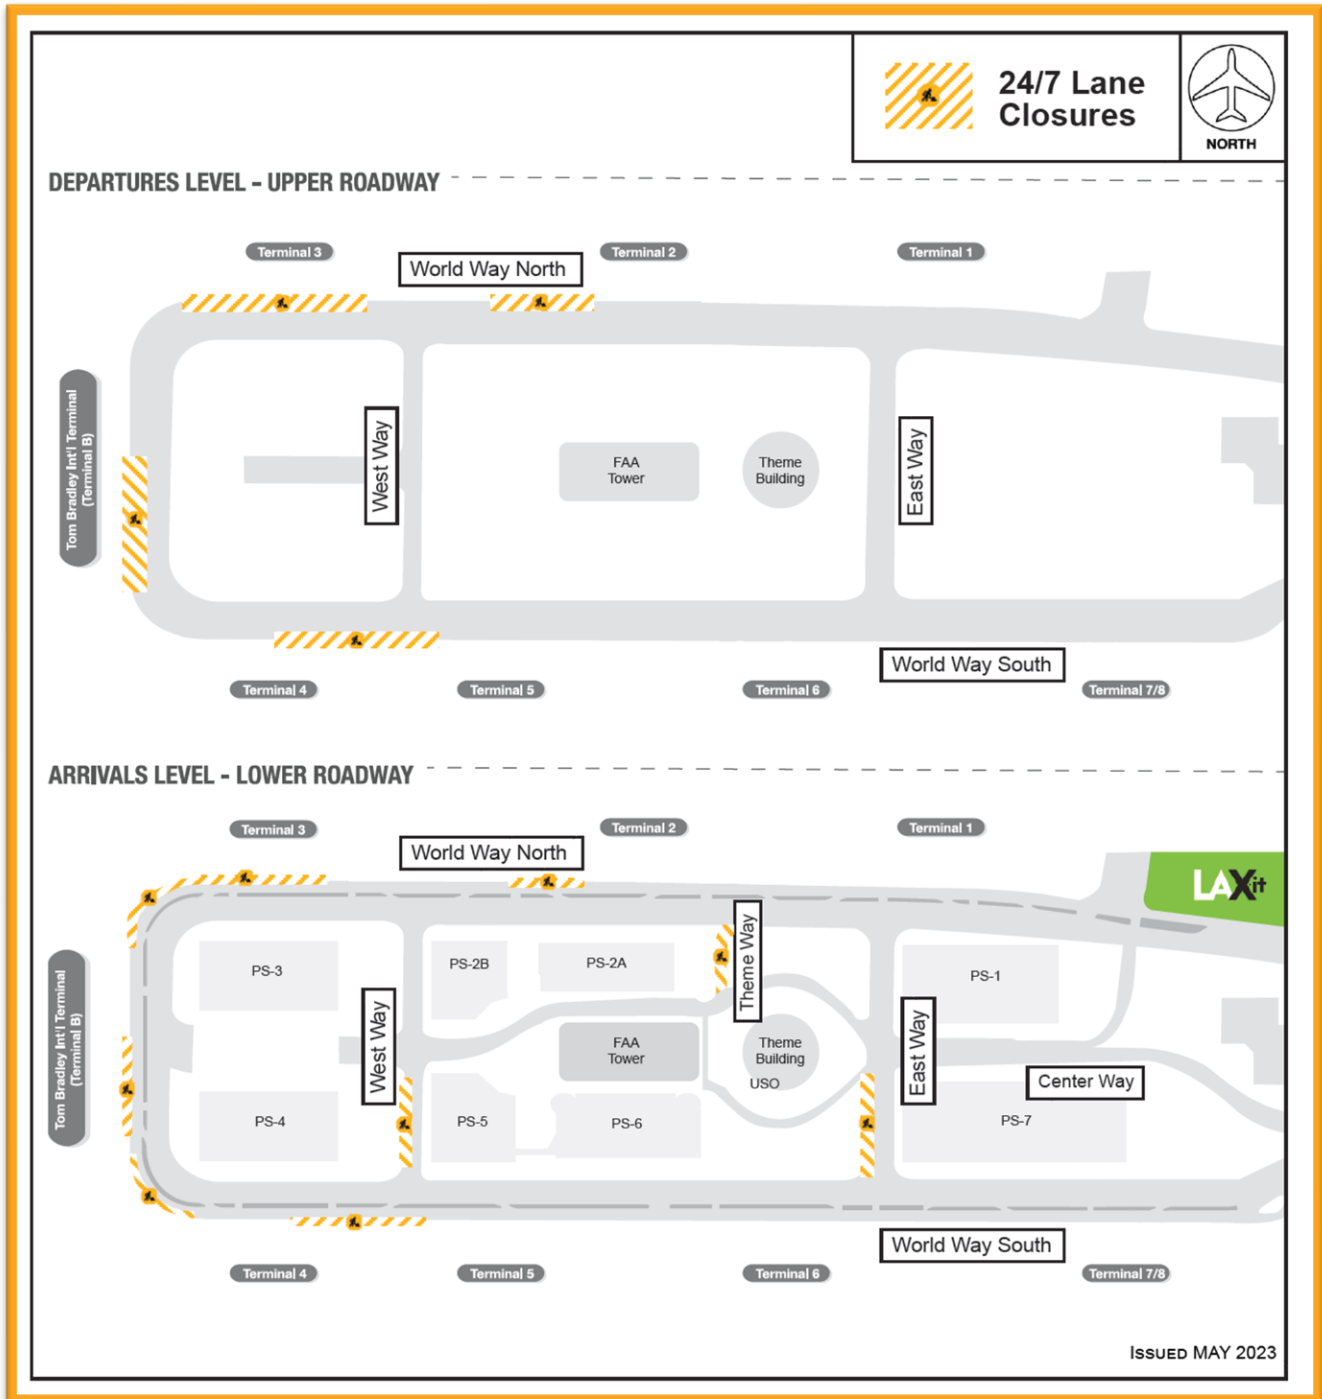 24/7 Lane
Closures
NORTH
DEPARTURES LEVEL - UPPER ROADWAY
Terminal 3
Terminal 2
Terminal 1
World Way North
Tom Bradley Int'l Terminal
(Terminal B)
West Way
FAA
Tower
Theme
Building
East Way
World Way South
Terminal 4
Terminal 5
Terminal 6
Terminal 7/8
ARRIVALS LEVEL - LOWER ROADWAY
Terminal 3
Terminal 2
Terminal 1
World Way North
LAXit
Theme Way
PS-3
PS-2B
PS-2A
PS-1
Tom Bradley Int'l Terminal
(Terminal B)
West Way
FAA
Tower
Theme
Building
USO
East Way
Center Way
PS-4
PS-5
PS-6
PS-7
World Way South
Terminal 4
Terminal 5
Terminal 6
Terminal 7/8
ISSUED MAY 2023